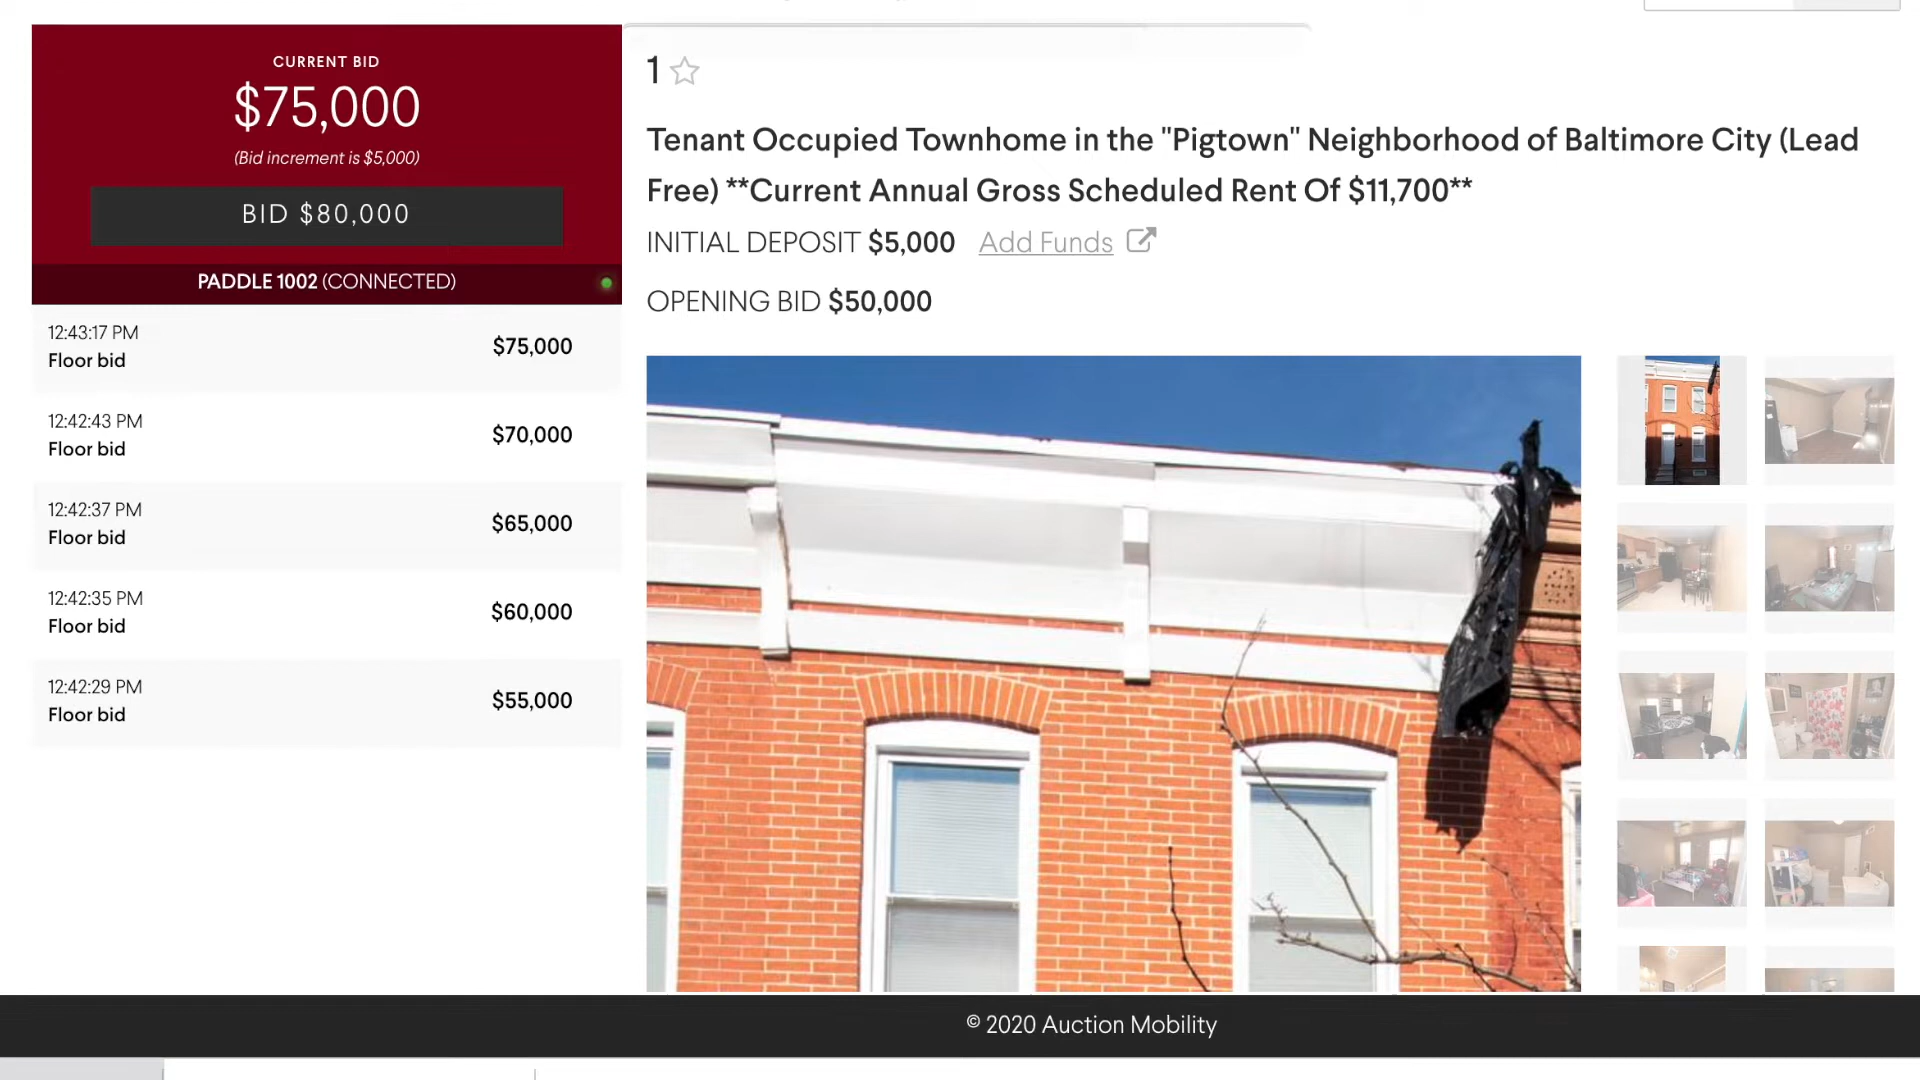 CURRENT BID
$75,000
(Bid increment is $5,000)
BID $80,000
PADDLE 1002 (CONNECTED)
12:43:17 PM
Floor bid
$75,000
12:42:43 PM
Floor bid
$70,000
12:42:37 PM
Floor bid
$65,000
12:42:35 PM
Floor bid
$60,000
12:42:29 PM
Floor bid
$55,000
1
Tenant Occupied Townhome in the "Pigtown" Neighborhood of Baltimore City (Lead
Free) **Current Annual Gross Scheduled Rent Of $11,700**
INITIAL DEPOSIT $5,000 Add Funds
OPENING BID $50,000
© 2020 Auction Mobility